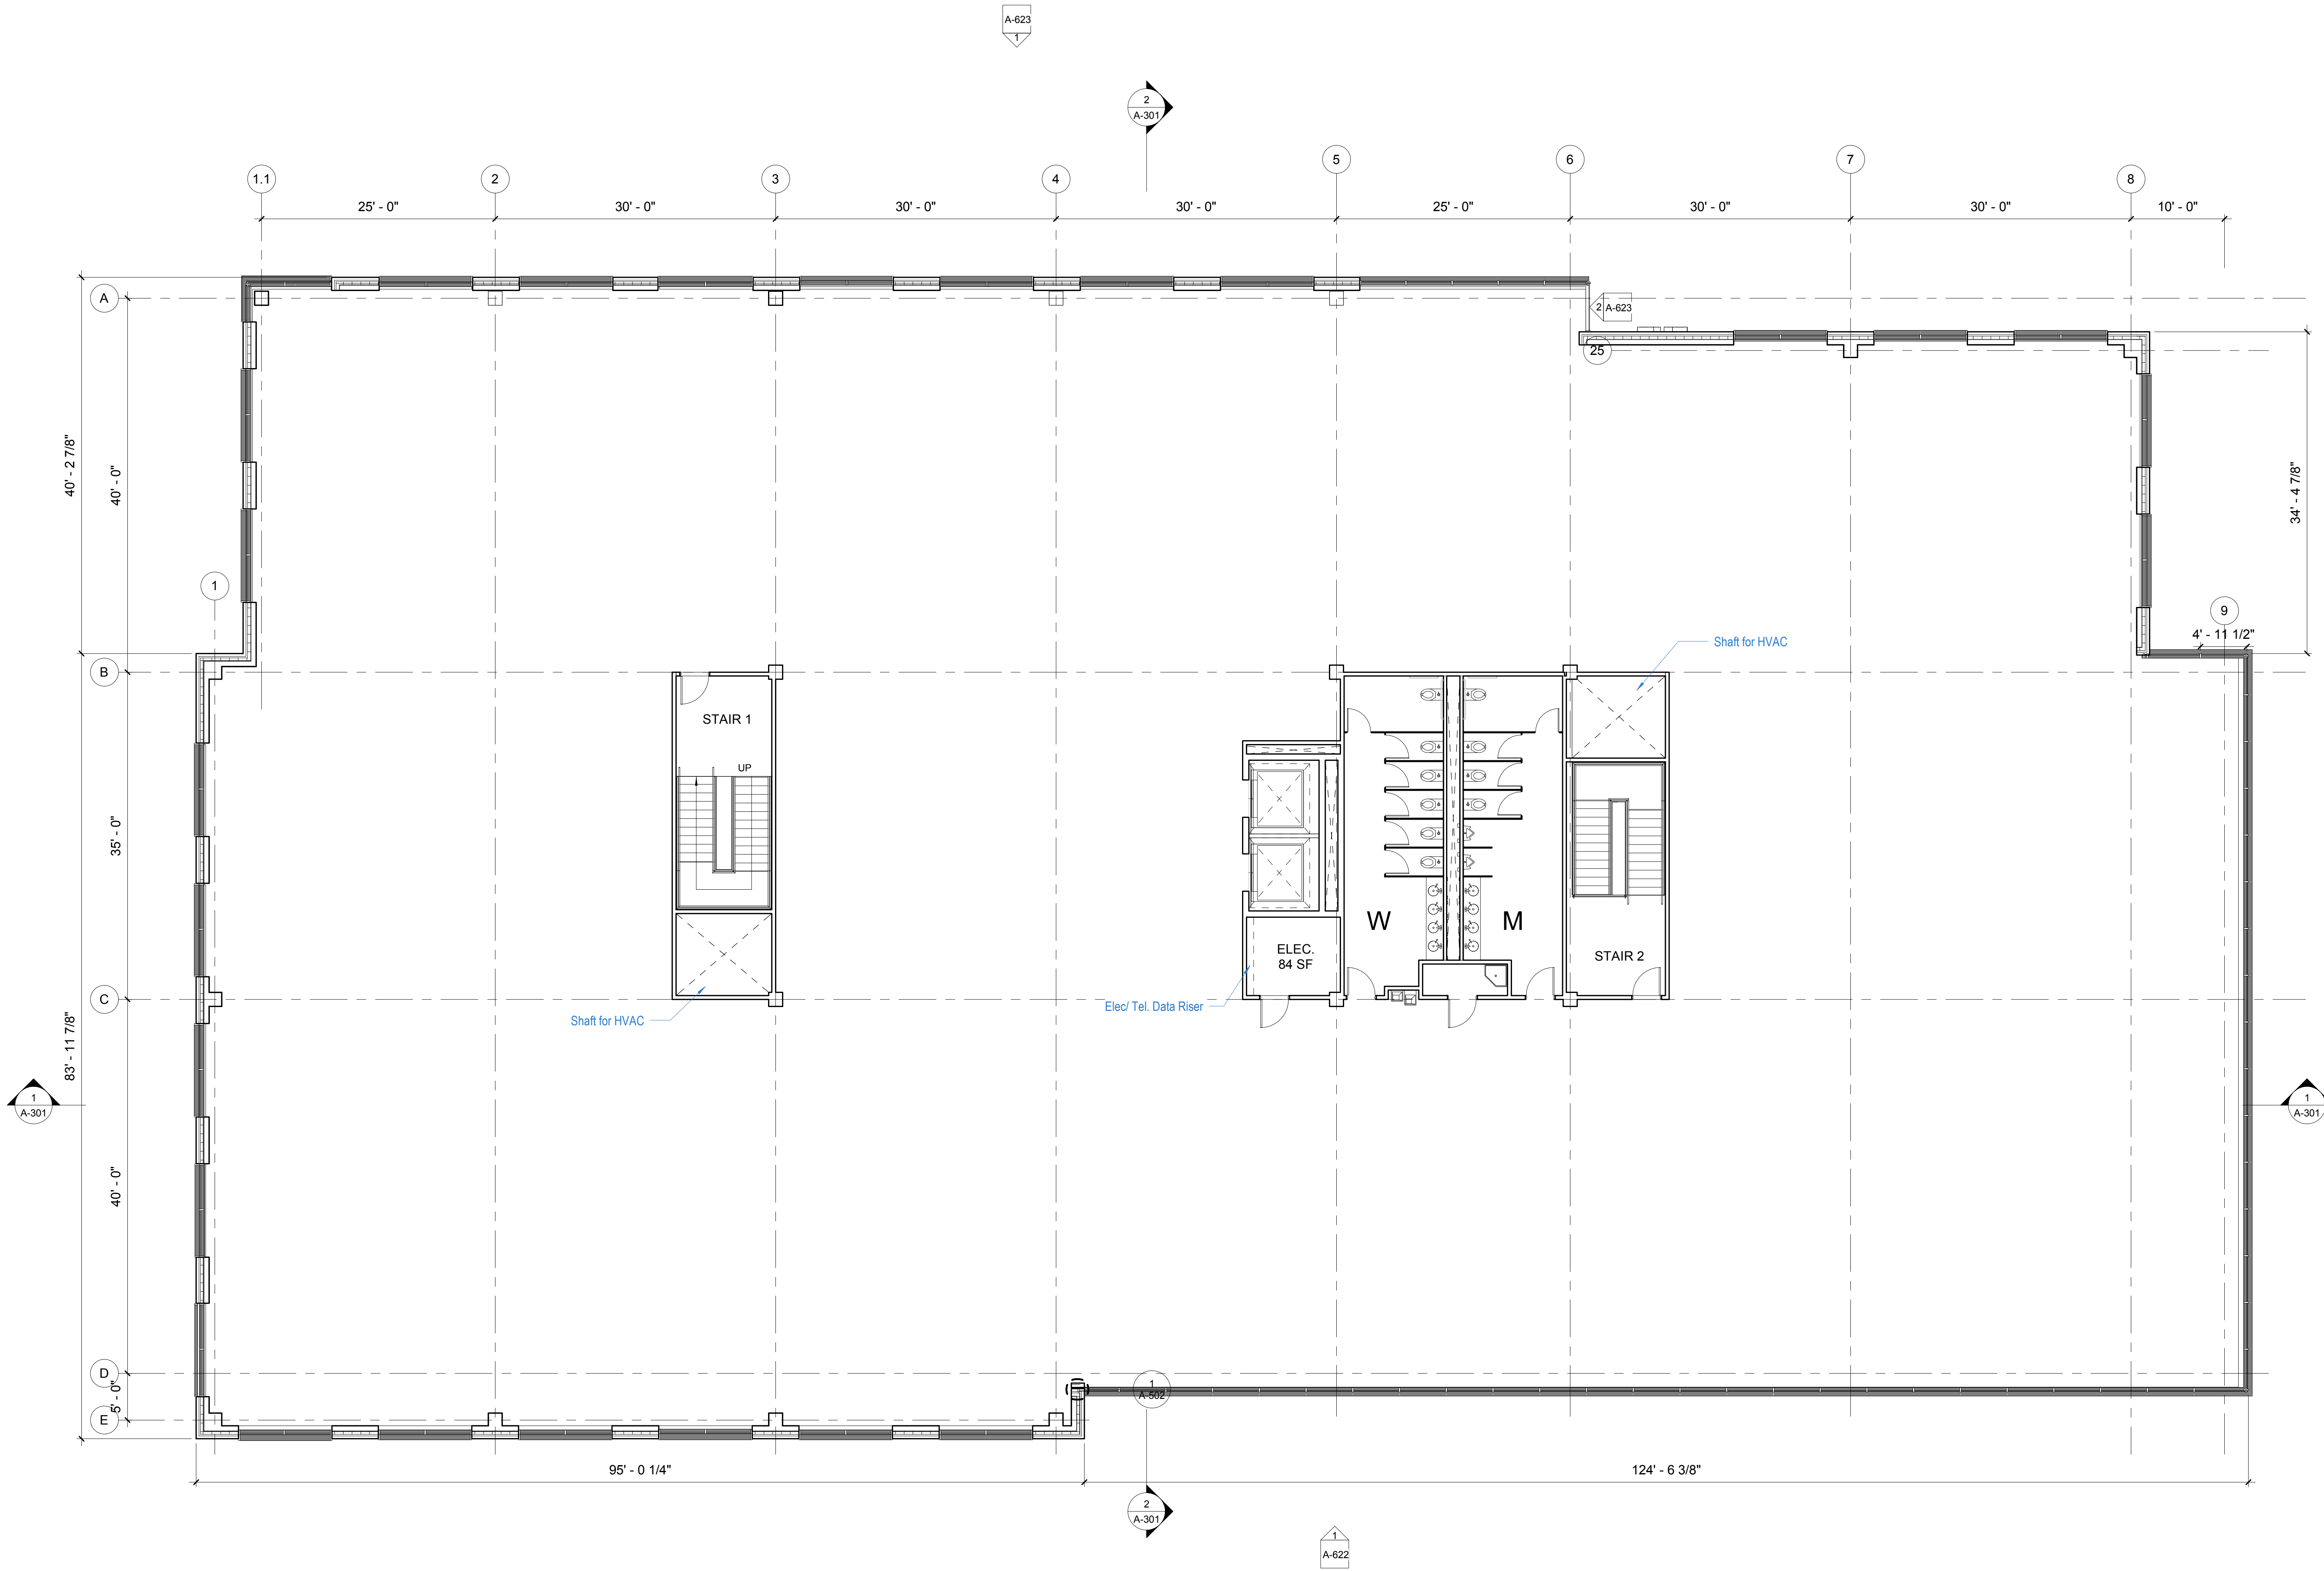 A-623
1
2
A-301
1.1
2
3
4
5
6
7
8
25' - 0"
30' - 0"
30' - 0"
30' - 0"
25' - 0"
30' - 0"
30' - 0"
10' - 0"
A
2 A-623
25
40' - 2 7/8"
40' - 0"
34' - 4 7/8"
1
9
4' - 11 1/2"
Shaft for HVAC
B
STAIR 1
UP
35' - 0"
W
M
ELEC.
84 SF
STAIR 2
C
Elec/ Tel. Data Riser
Shaft for HVAC
83' - 11 7/8"
1
A-301
1
A-301
40' - 0"
D
5' - 0"
E
1
A-502
95' - 0 1/4"
124' - 6 3/8"
2
A-301
1
A-622